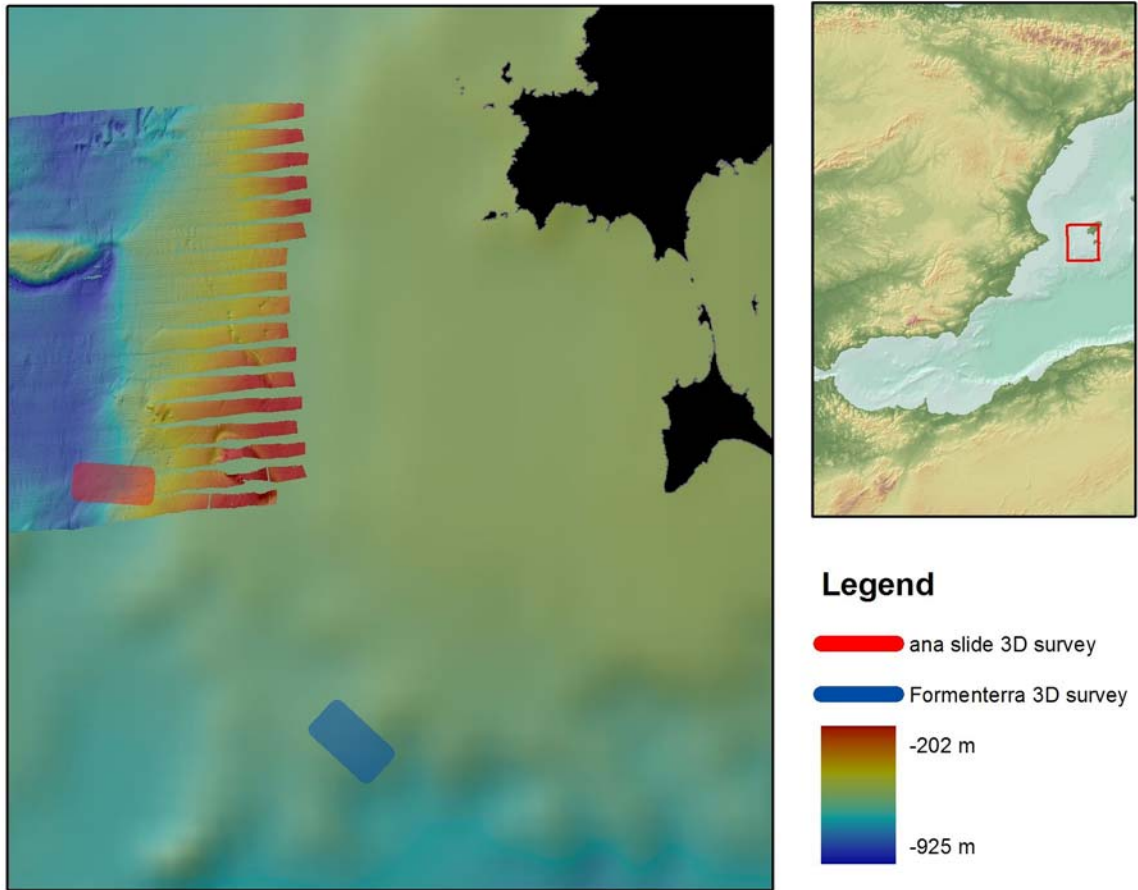 Legend
ana slide 3D survey
Formenterra 3D survey
-202 m
-925 m